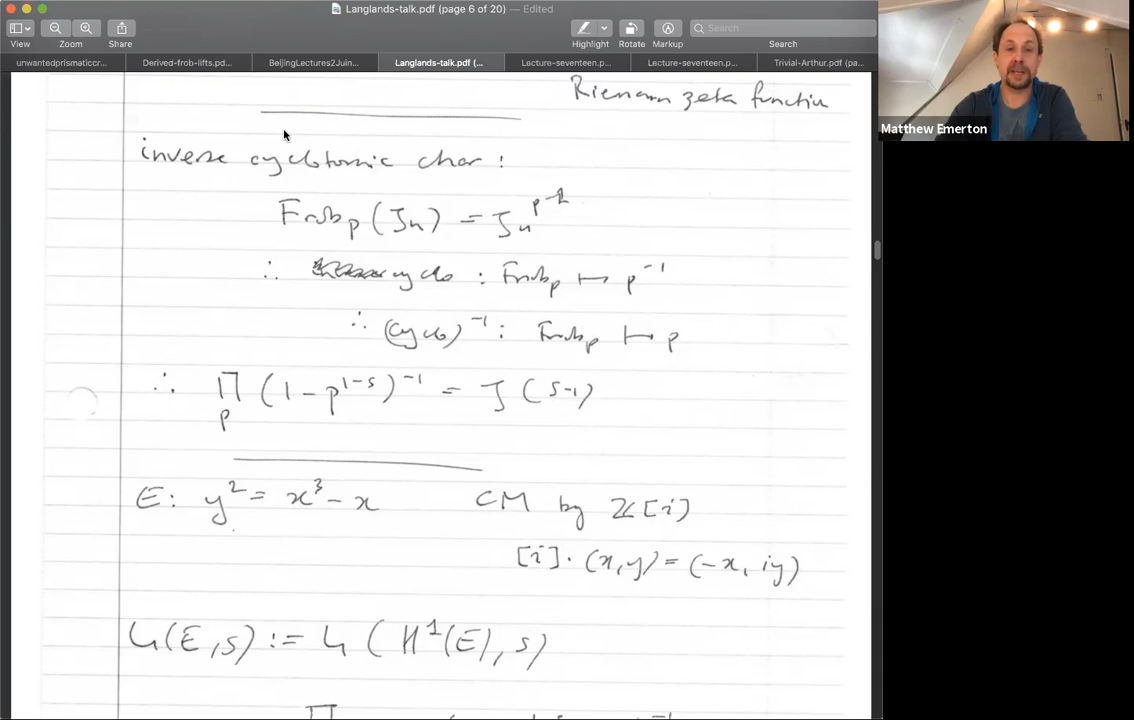 Langlands-talk.pdf (page 6 of 20) — Edited
View Zoom Share Highlight Rotate Markup Search
Search
unwantedprismaticcr... Derived-frob-lifts.pd... BeijingLectures2Juin... Langlands-talk.pdf (... Lecture-seventeen.p... Lecture-seventeen.p... Trivial-Arthur.pdf (pa...
Matthew Emerton
Riemann zeta function
inverse cyclotomic char :
Frob_p (ζ_n) = ζ_n^{p^{-1}}
∴ cyclo : Frob_p ↦ p^{-1}
∴ (cyclo)^{-1} : Frob_p ↦ p
∴ ∏_p (1 - p^{1-s})^{-1} = ζ(s-1)
E: y^2 = x^3 - x CM by ℤ[i]
[i]·(x,y) = (-x, iy)
L(E,s) := L(H^1(E), s)